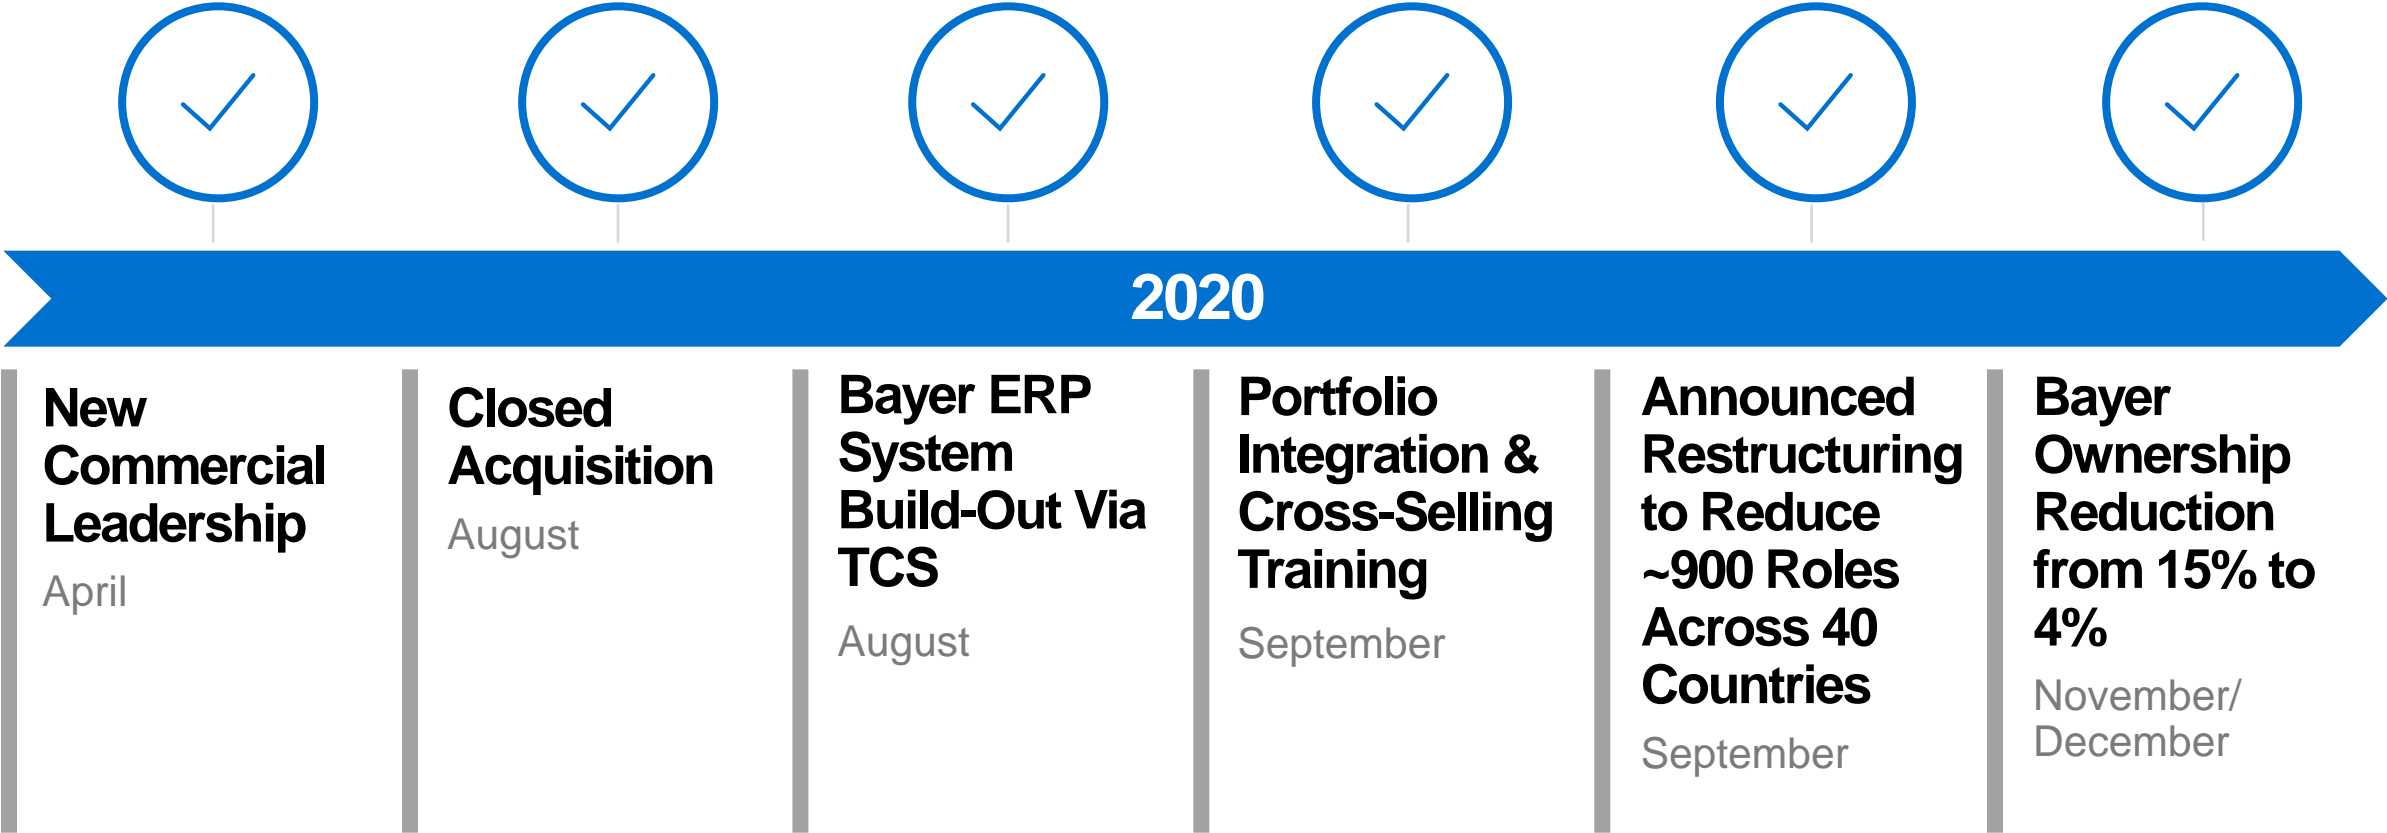 2020
New
Commercial
Leadership
April
Closed
Acquisition
August
Bayer ERP
System
Build-Out Via
TCS
August
Portfolio
Integration &
Cross-Selling
Training
September
Announced
Restructuring
to Reduce
~900 Roles
Across 40
Countries
September
Bayer
Ownership
Reduction
from 15% to
4%
November/
December